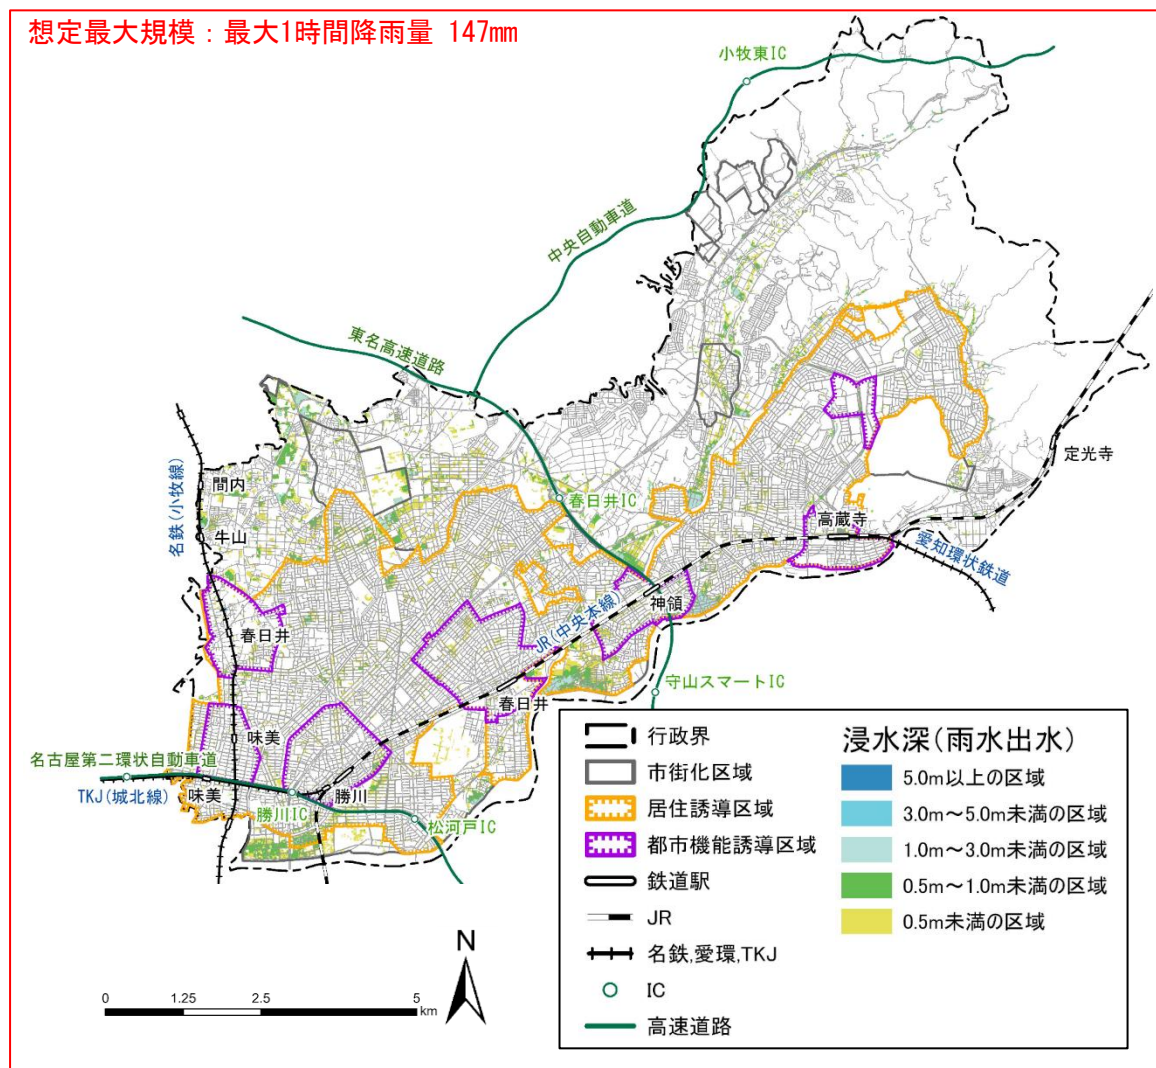 想定最大規模：最大1時間降雨量 147mm
小牧東IC
中央自動車道
東名高速道路
定光寺
名鉄(小牧線)
間内
牛山
春日井IC
高蔵寺
愛知環状鉄道
神領
JR(中央本線)
春日井
春日井
守山スマートIC
味美
名古屋第二環状自動車道
TKJ(城北線)
味美
勝川
勝川IC
松河戸IC
行政界
市街化区域
居住誘導区域
都市機能誘導区域
鉄道駅
JR
名鉄,愛環,TKJ
IC
高速道路
浸水深(雨水出水)
5.0m以上の区域
3.0m～5.0m未満の区域
1.0m～3.0m未満の区域
0.5m～1.0m未満の区域
0.5m未満の区域
N
0 1.25 2.5 5
km